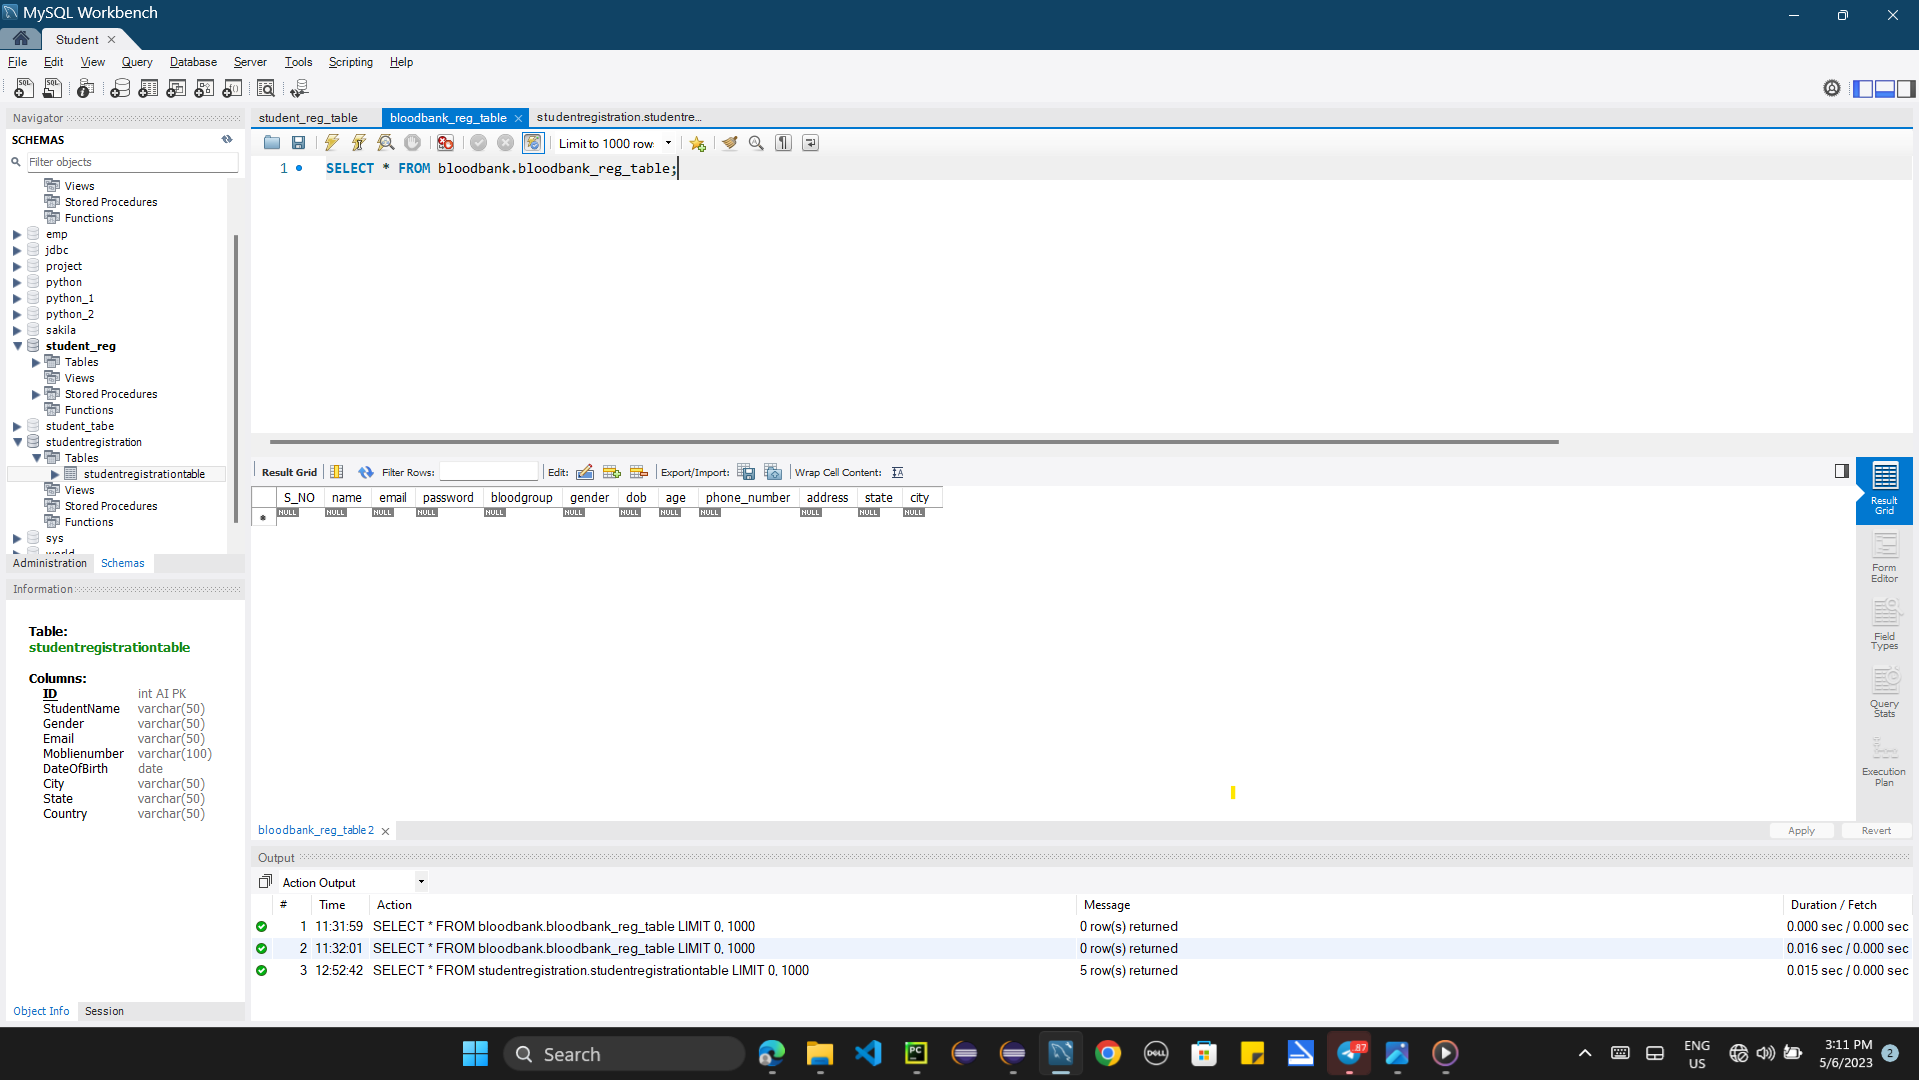 MySQL Workbench
Student
File Edit View Query Database Server Tools Scripting Help
Navigator
SCHEMAS
Filter objects
Views
Stored Procedures
Functions
emp
jdbc
project
python
python_1
python_2
sakila
student_reg
Tables
Views
Stored Procedures
Functions
student_tabe
studentregistration
Tables
studentregistrationtable
Views
Stored Procedures
Functions
sys
world
Administration Schemas
Information
Table:
studentregistrationtable
Columns:
ID int AI PK
StudentName varchar(50)
Gender varchar(50)
Email varchar(50)
Moblienumber varchar(100)
DateOfBirth date
City varchar(50)
State varchar(50)
Country varchar(50)
Object Info Session
student_reg_table bloodbank_reg_table studentregistration.studentre...
Limit to 1000 row
1 SELECT * FROM bloodbank.bloodbank_reg_table;
Result Grid Filter Rows: Edit: Export/Import: Wrap Cell Content:
S_NO name email password bloodgroup gender dob age phone_number address state city
NULL NULL NULL NULL NULL NULL NULL NULL NULL NULL NULL NULL
Result
Grid
Form
Editor
Field
Types
Query
Stats
Execution
Plan
bloodbank_reg_table 2
Apply Revert
Output
Action Output
# Time Action Message Duration / Fetch
1 11:31:59 SELECT * FROM bloodbank.bloodbank_reg_table LIMIT 0, 1000 0 row(s) returned 0.000 sec / 0.000 sec
2 11:32:01 SELECT * FROM bloodbank.bloodbank_reg_table LIMIT 0, 1000 0 row(s) returned 0.016 sec / 0.000 sec
3 12:52:42 SELECT * FROM studentregistration.studentregistrationtable LIMIT 0, 1000 5 row(s) returned 0.015 sec / 0.000 sec
Search
PC
DELL
87
ENG
US
3:11 PM
5/6/2023
2